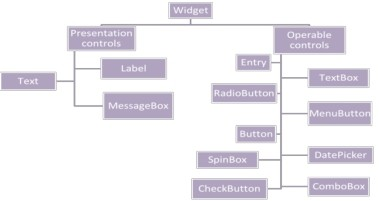 Widget
Presentation
controls
Operable
controls
Entry
Label
Text
TextBox
RadioButton
MessageBox
MenuButton
Button
SpinBox
DatePicker
CheckButton
ComboBox